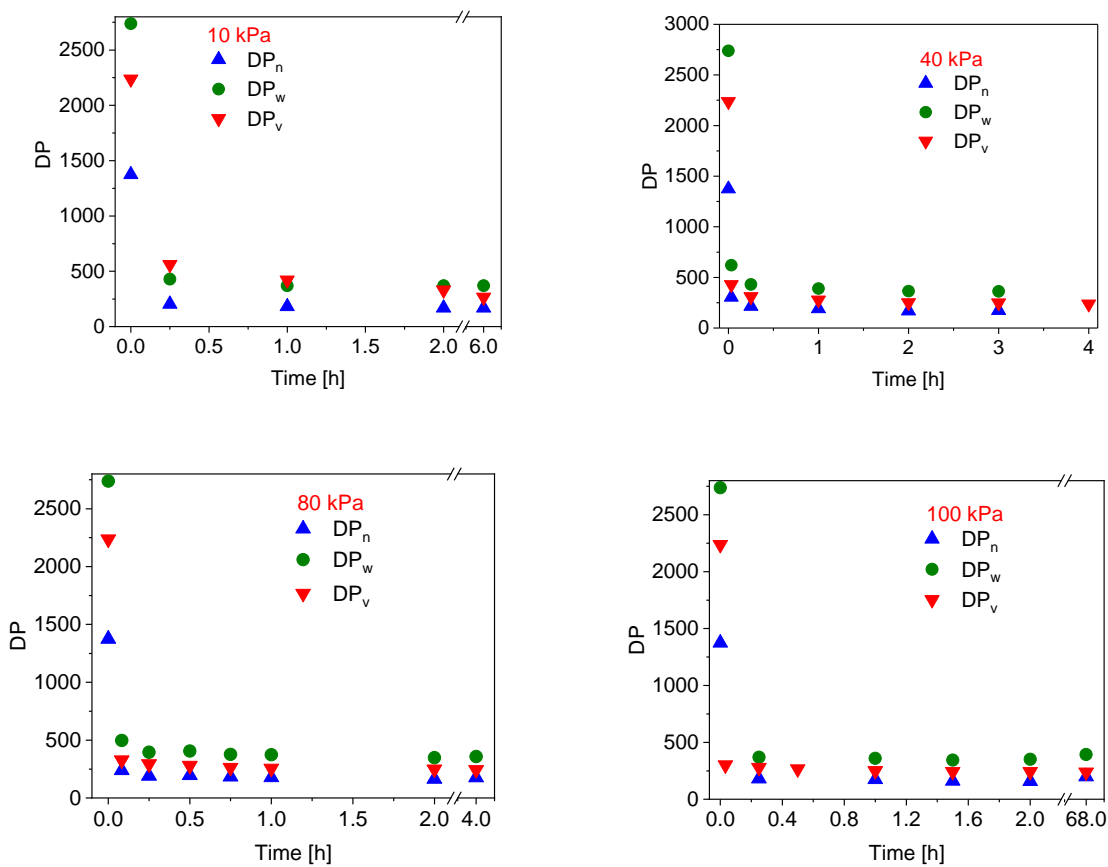 10 kPa
DPn
DPw
DPv
DP
2500
2000
1500
1000
500
0
0.0 0.5 1.0 1.5 2.0 6.0
Time [h]
40 kPa
DPn
DPw
DPv
DP
3000
2500
2000
1500
1000
500
0
0 1 2 3 4
Time [h]
80 kPa
DPn
DPw
DPv
DP
2500
2000
1500
1000
500
0
0.0 0.5 1.0 1.5 2.0 4.0
Time [h]
100 kPa
DPn
DPw
DPv
DP
2500
2000
1500
1000
500
0
0.0 0.4 0.8 1.2 1.6 2.0 68.0
Time [h]